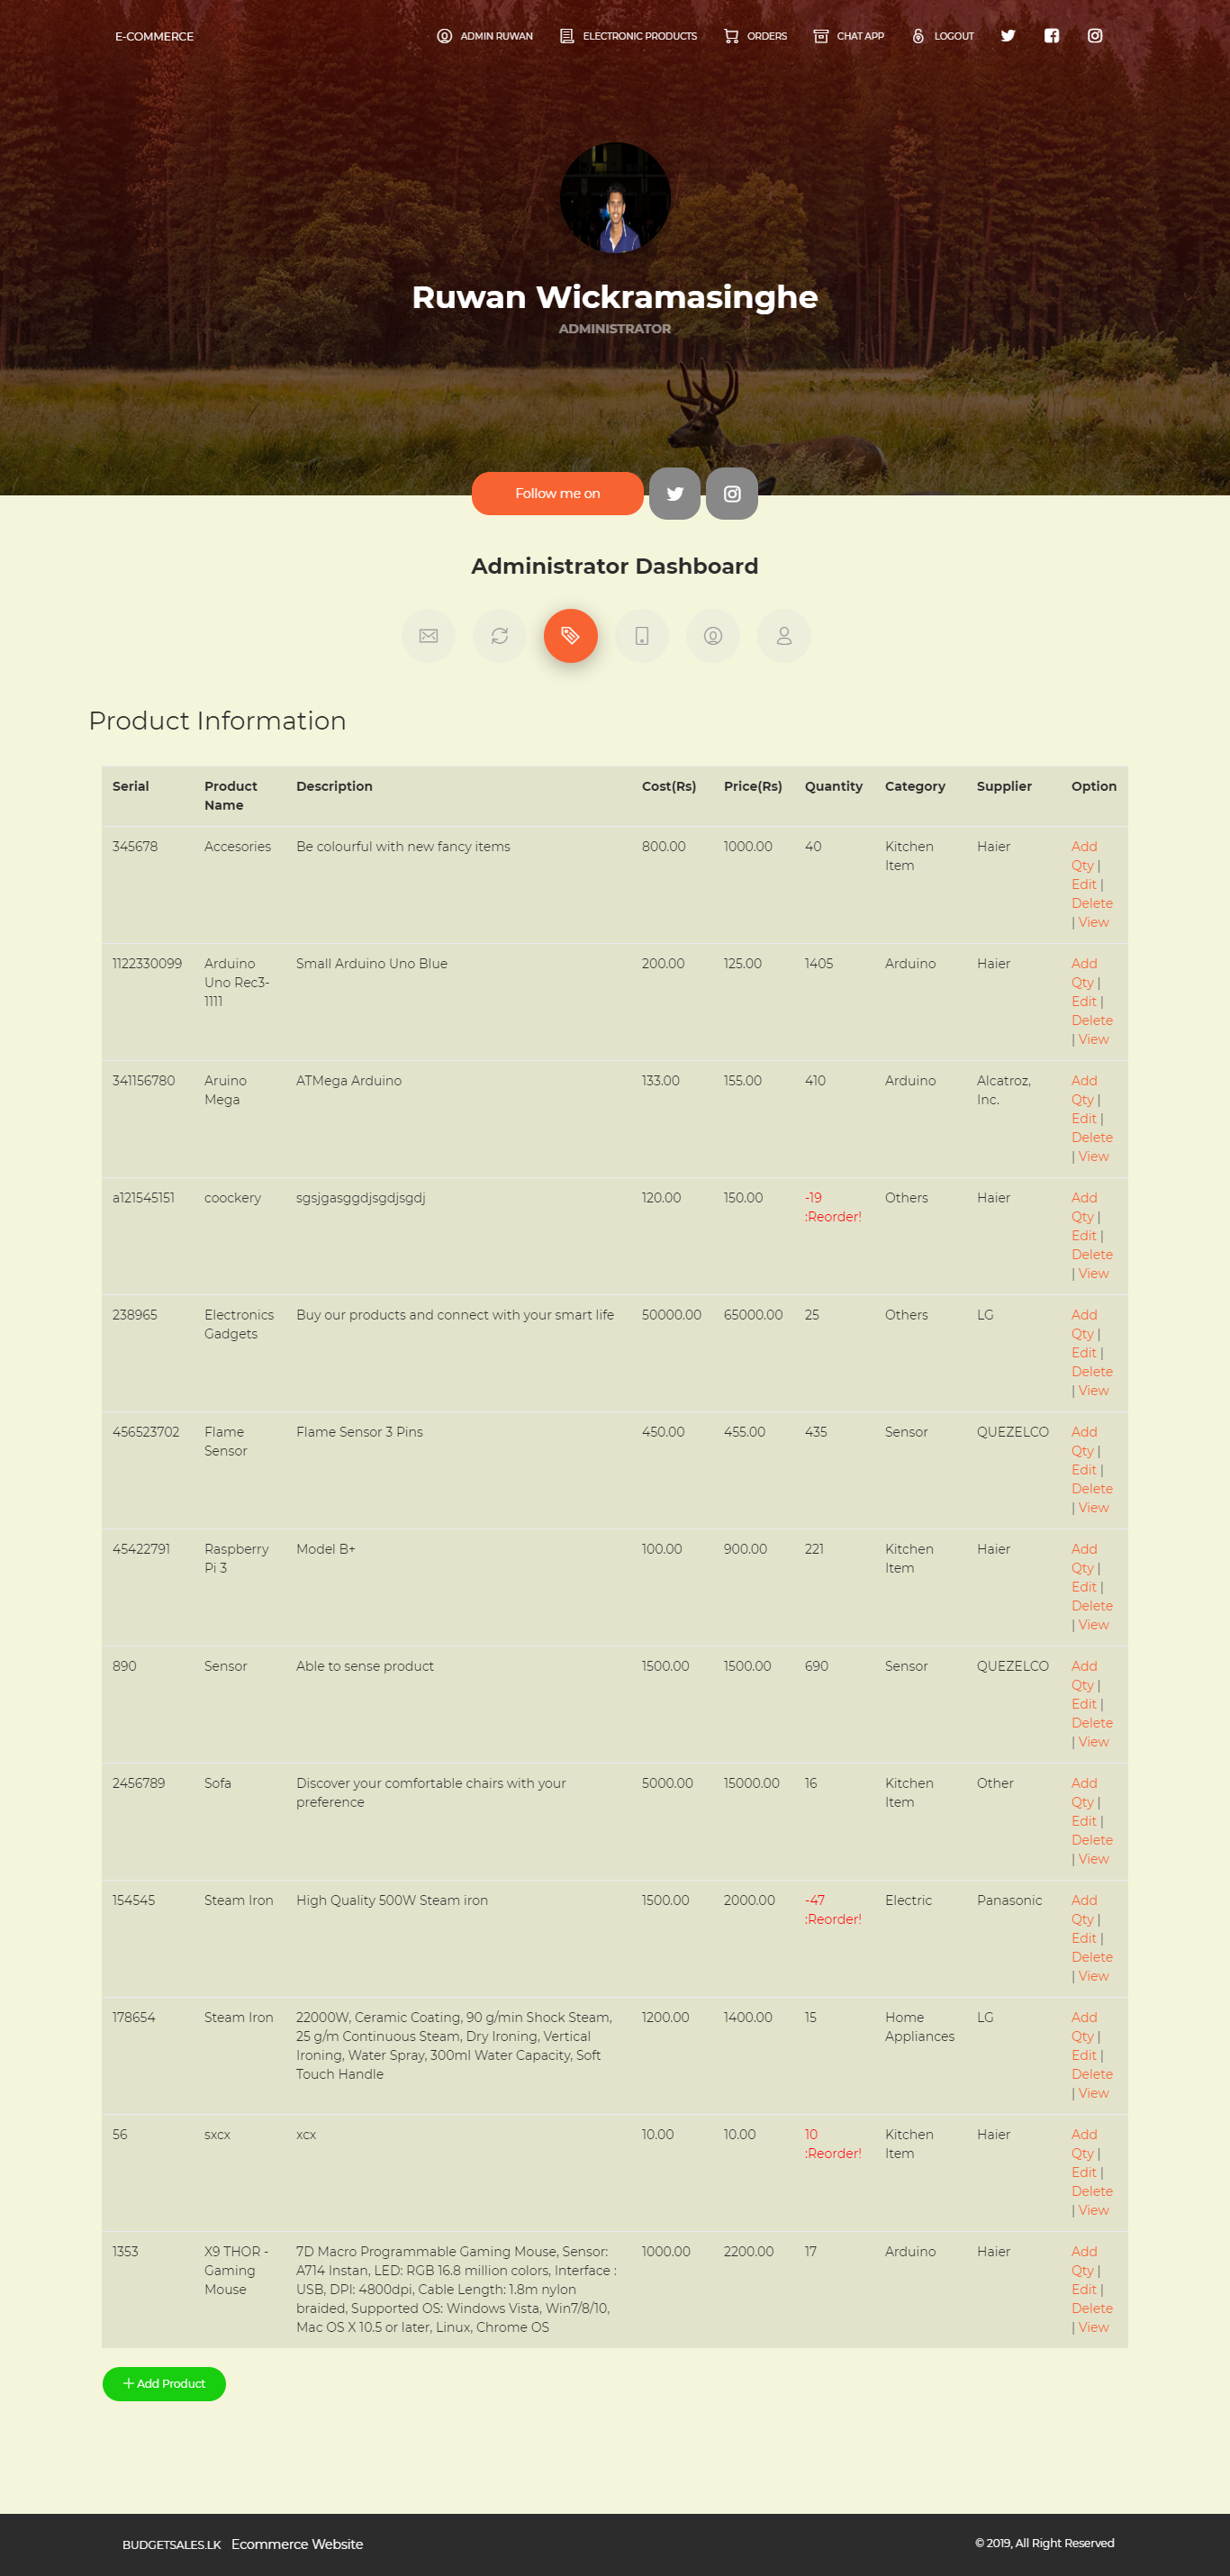 E-COMMERCE ADMIN RUWAN ELECTRONIC PRODUCTS ORDERS CHAT APP LOGOUT
Ruwan Wickramasinghe
ADMINISTRATOR
Follow me on
Administrator Dashboard
Product Information
Serial Product Description Cost(Rs) Price(Rs) Quantity Category Supplier Option
Name
345678 Accesories Be colourful with new fancy items 800.00 1000.00 40 Kitchen Haier Add
Item Qty |
Edit |
Delete
| View
1122330099 Arduino Small Arduino Uno Blue 200.00 125.00 1405 Arduino Haier Add
Uno Rec3- Qty |
1111 Edit |
Delete
| View
341156780 Aruino ATMega Arduino 133.00 155.00 410 Arduino Alcatroz, Add
Mega Inc. Qty |
Edit |
Delete
| View
a121545151 coockery sgsjgasggdjsgdjsgdj 120.00 150.00 -19 Others Haier Add
:Reorder! Qty |
Edit |
Delete
| View
238965 Electronics Buy our products and connect with your smart life 50000.00 65000.00 25 Others LG Add
Gadgets Qty |
Edit |
Delete
| View
456523702 Flame Flame Sensor 3 Pins 450.00 455.00 435 Sensor QUEZELCO Add
Sensor Qty |
Edit |
Delete
| View
45422791 Raspberry Model B+ 100.00 900.00 221 Kitchen Haier Add
Pi 3 Item Qty |
Edit |
Delete
| View
890 Sensor Able to sense product 1500.00 1500.00 690 Sensor QUEZELCO Add
Qty |
Edit |
Delete
| View
2456789 Sofa Discover your comfortable chairs with your 5000.00 15000.00 16 Kitchen Other Add
preference Item Qty |
Edit |
Delete
| View
154545 Steam Iron High Quality 500W Steam iron 1500.00 2000.00 -47 Electric Panasonic Add
:Reorder! Qty |
Edit |
Delete
| View
178654 Steam Iron 22000W, Ceramic Coating, 90 g/min Shock Steam, 1200.00 1400.00 15 Home LG Add
25 g/m Continuous Steam, Dry Ironing, Vertical Appliances Qty |
Ironing, Water Spray, 300ml Water Capacity, Soft Edit |
Touch Handle Delete
| View
56 sxcx xcx 10.00 10.00 10 Kitchen Haier Add
:Reorder! Item Qty |
Edit |
Delete
| View
1353 X9 THOR - 7D Macro Programmable Gaming Mouse, Sensor: 1000.00 2200.00 17 Arduino Haier Add
Gaming A714 Instan, LED: RGB 16.8 million colors, Interface : Qty |
Mouse USB, DPI: 4800dpi, Cable Length: 1.8m nylon Edit |
braided, Supported OS: Windows Vista, Win7/8/10, Delete
Mac OS X 10.5 or later, Linux, Chrome OS | View
+ Add Product
BUDGETSALES.LK Ecommerce Website © 2019, All Right Reserved